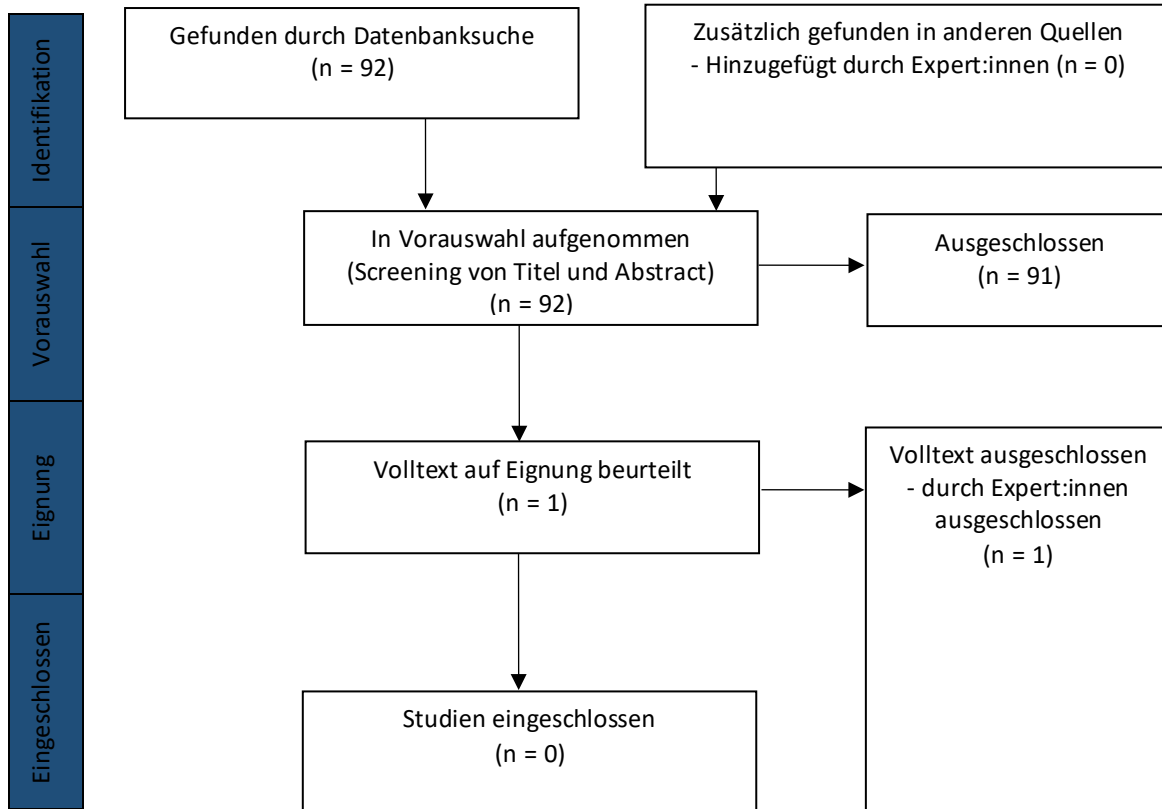 Identifikation
Gefunden durch Datenbanksuche
(n = 92)
Zusätzlich gefunden in anderen Quellen
- Hinzugefügt durch Expert:innen (n = 0)
Vorauswahl
In Vorauswahl aufgenommen
(Screening von Titel und Abstract)
(n = 92)
Ausgeschlossen
(n = 91)
Eignung
Volltext auf Eignung beurteilt
(n = 1)
Volltext ausgeschlossen
- durch Expert:innen
ausgeschlossen
(n = 1)
Eingeschlossen
Studien eingeschlossen
(n = 0)